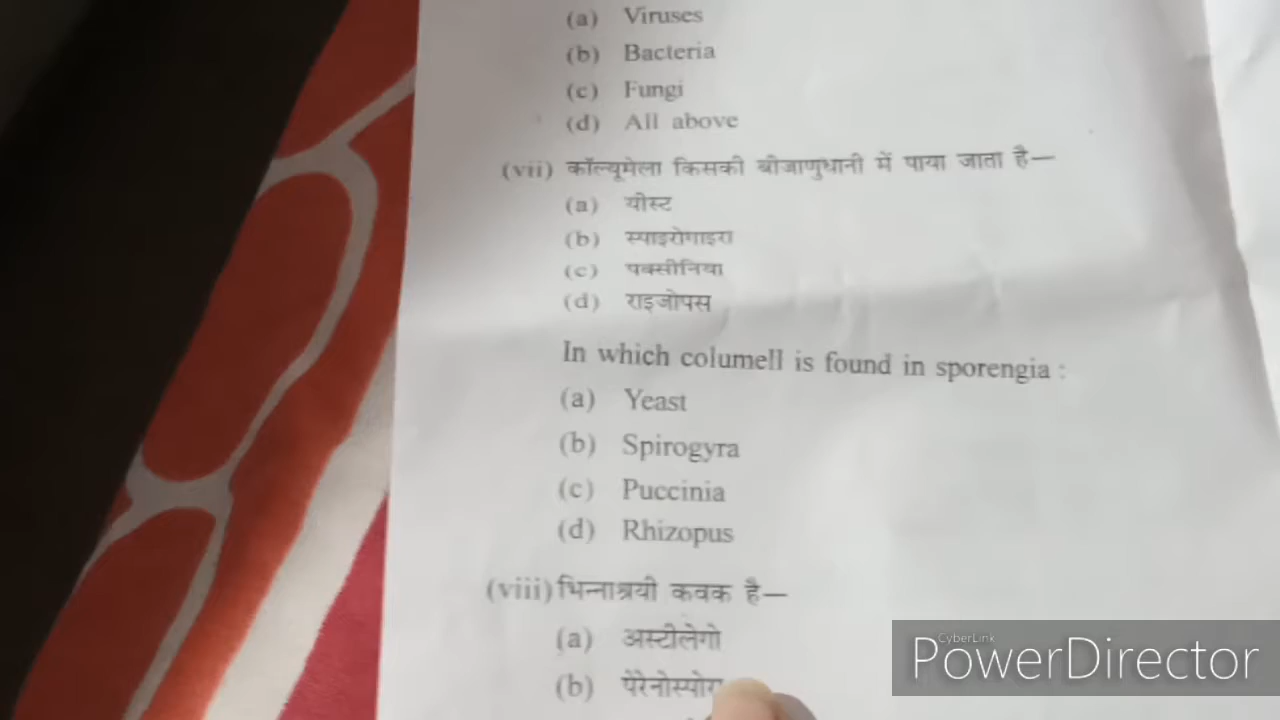 (a) Viruses
(b) Bacteria
(c) Fungi
(d) All above
(vii) कॉल्यूमेला किसकी बीजाणुधानी में पाया जाता है—
(a) यीस्ट
(b) स्पाइरोगाइरा
(c) पक्सीनिया
(d) राइजोपस
In which columell is found in sporengia :
(a) Yeast
(b) Spirogyra
(c) Puccinia
(d) Rhizopus
(viii) भिन्नाश्रयी कवक है—
(a) अस्टीलेगो
(b)
CyberLink
PowerDirector